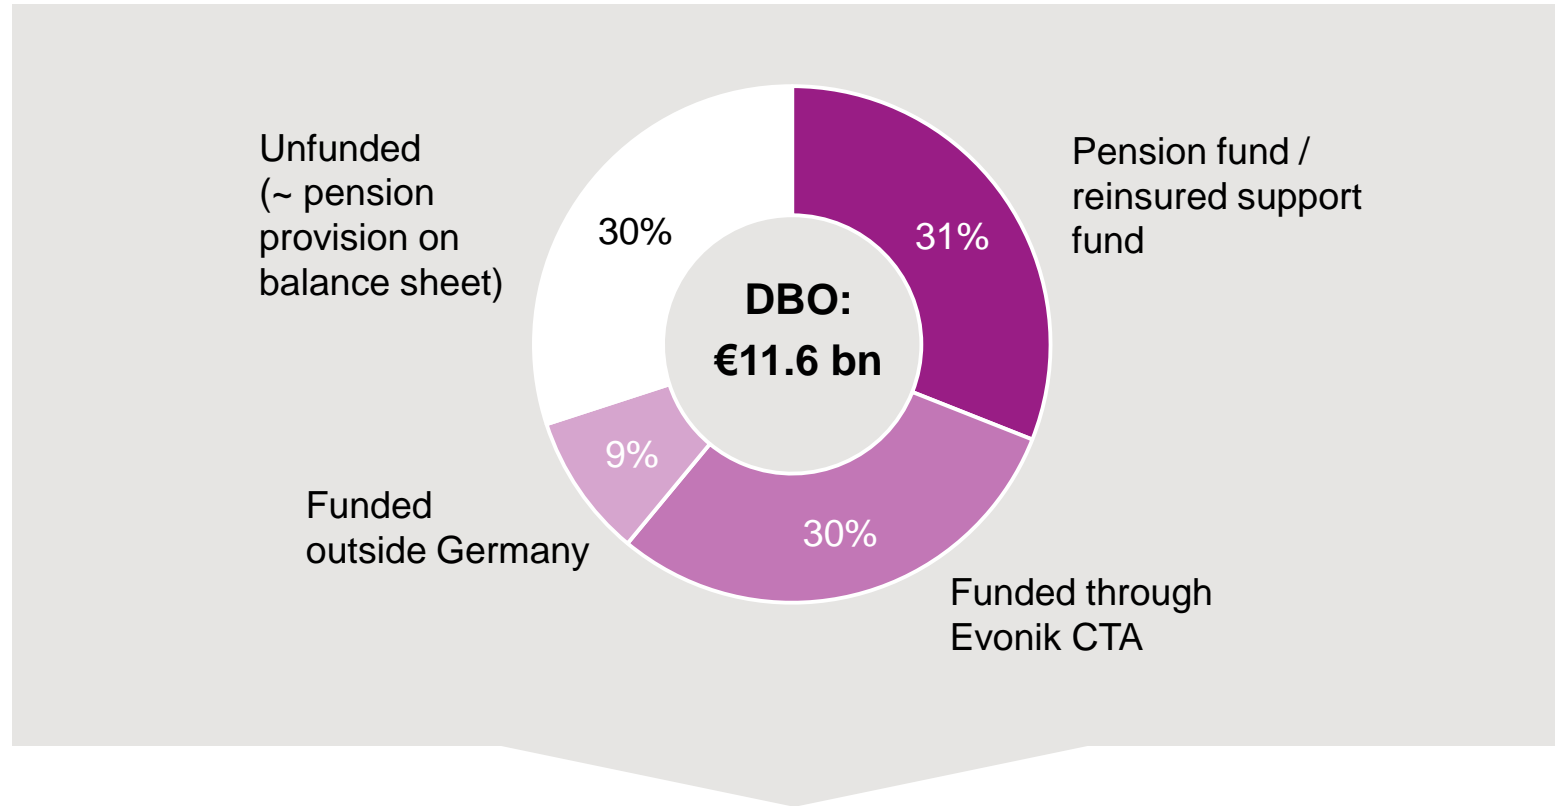 Unfunded
(~ pension
provision on
balance sheet)
30%
Pension fund /
reinsured support
fund
31%
DBO:
€11.6 bn
9%
Funded
outside Germany
30%
Funded through
Evonik CTA